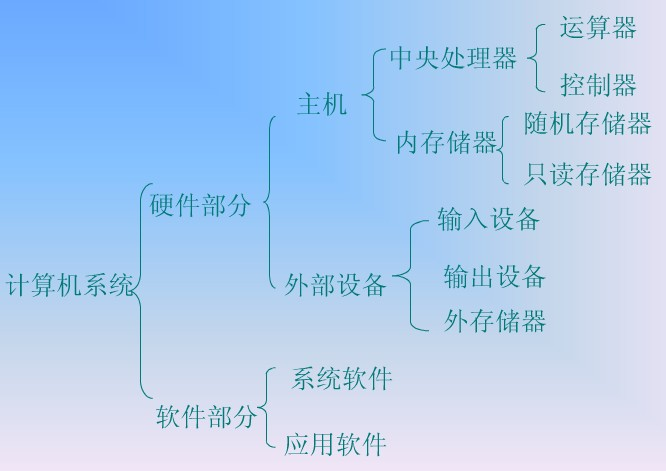 运算器
中央处理器
控制器
主机
随机存储器
内存储器
只读存储器
硬件部分
输入设备
计算机系统
外部设备
输出设备
外存储器
系统软件
软件部分
应用软件